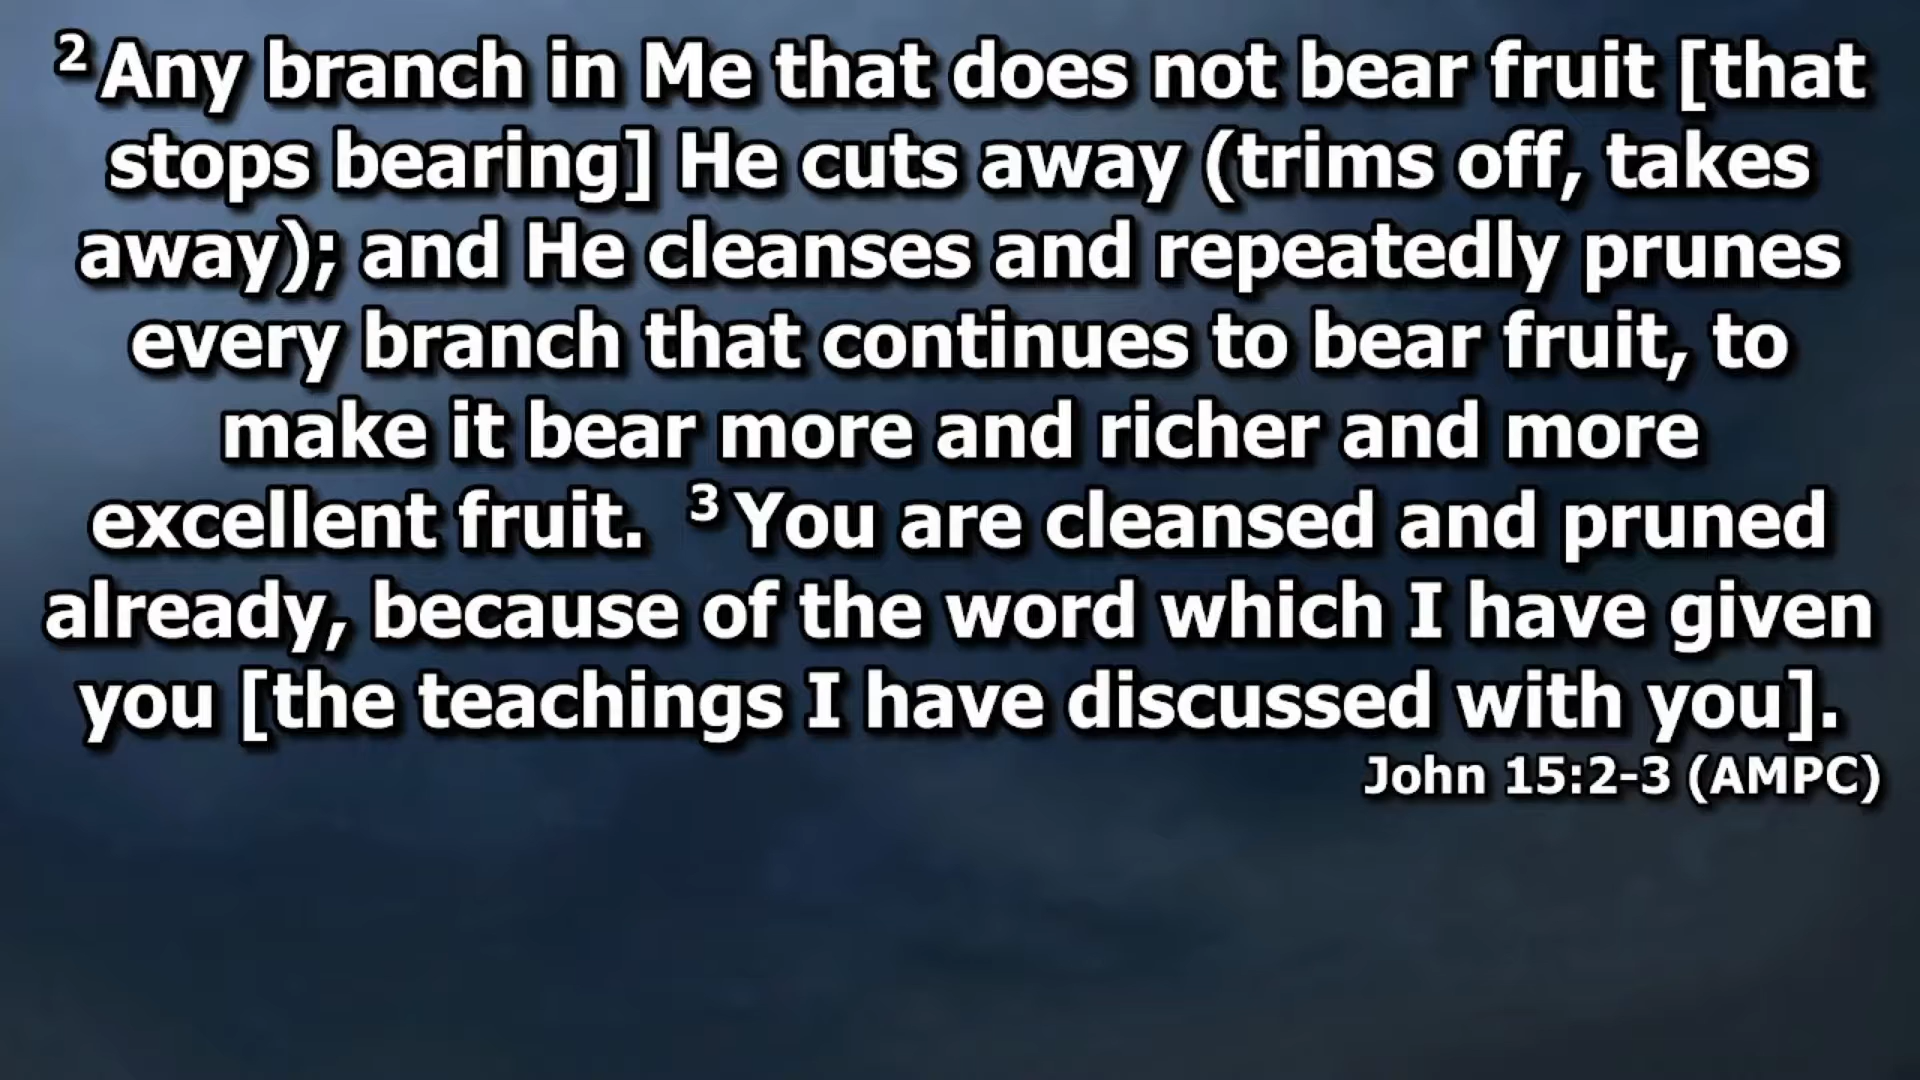 ² Any branch in Me that does not bear fruit [that
stops bearing] He cuts away (trims off, takes
away); and He cleanses and repeatedly prunes
every branch that continues to bear fruit, to
make it bear more and richer and more
excellent fruit. ³ You are cleansed and pruned
already, because of the word which I have given
you [the teachings I have discussed with you].
John 15:2-3 (AMPC)